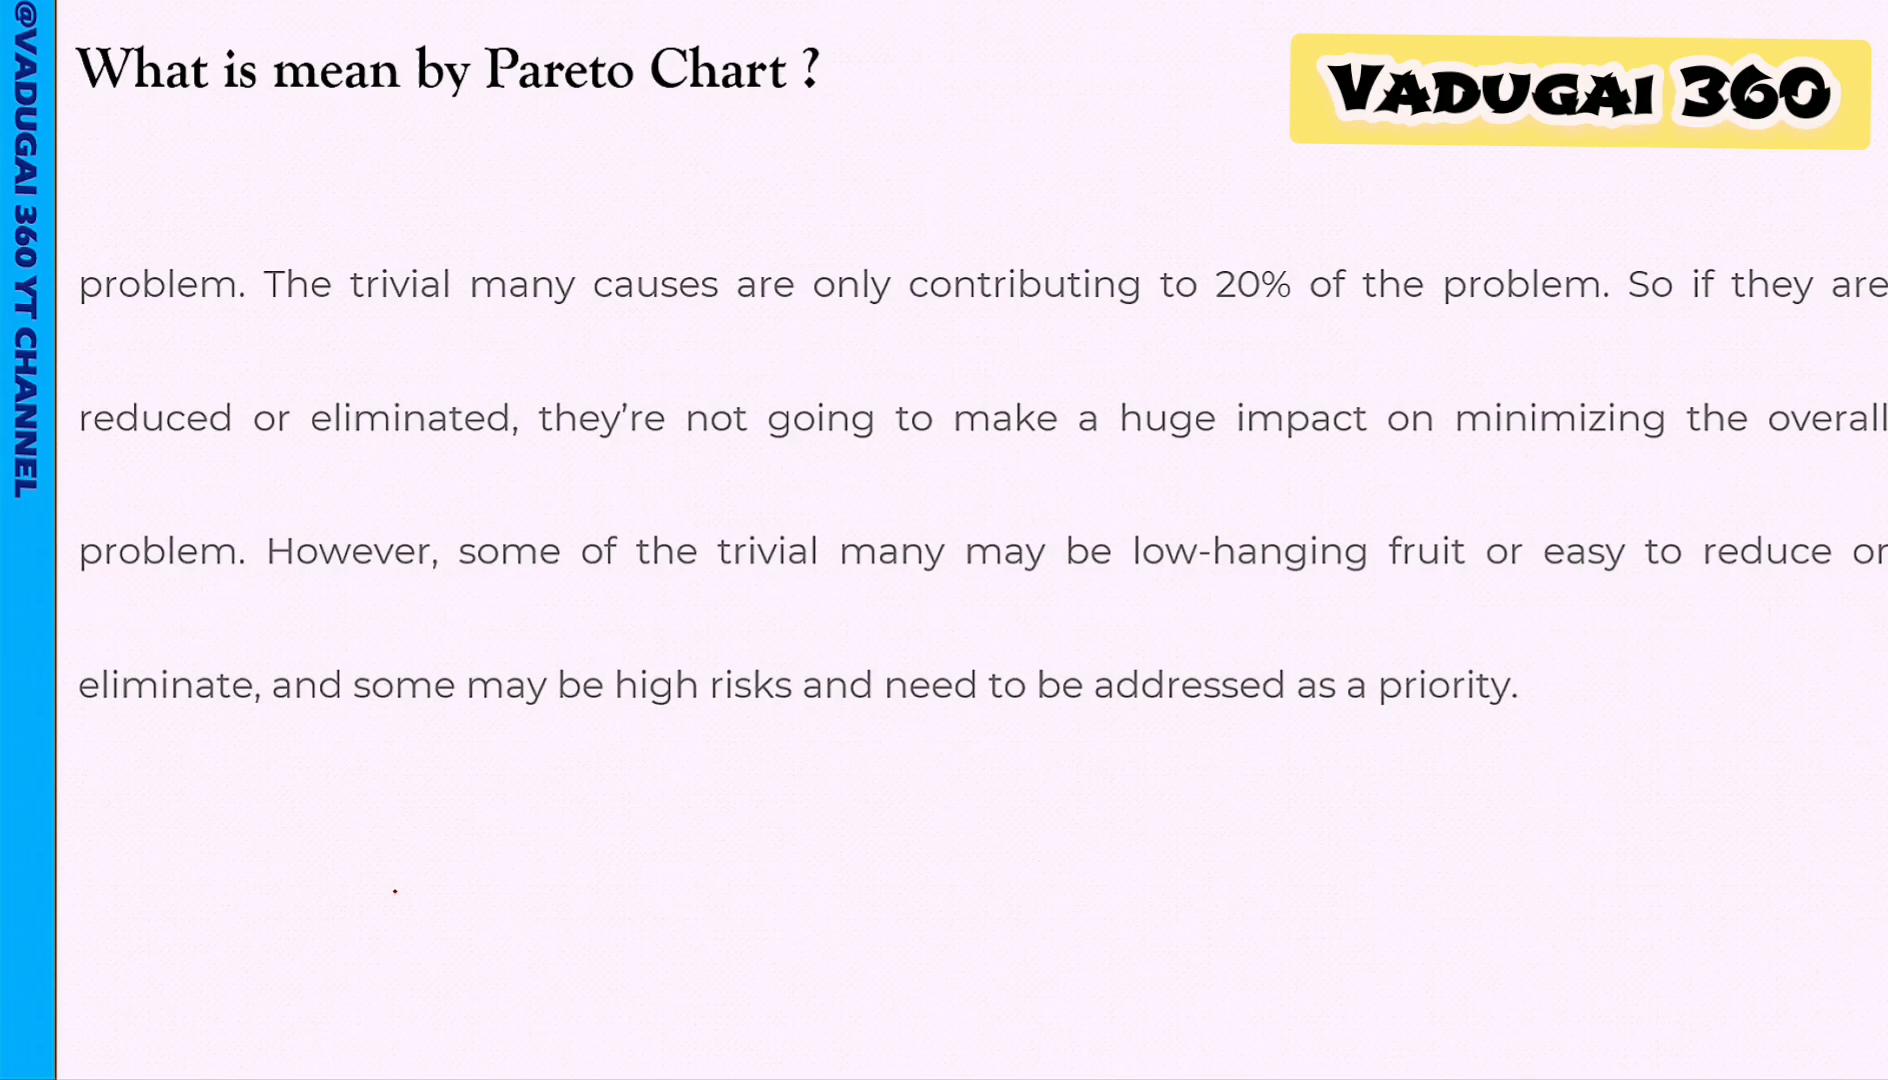 @VADUGAI 360 YT CHANNEL
What is mean by Pareto Chart ?
VADUGAI 360
problem. The trivial many causes are only contributing to 20% of the problem. So if they are
reduced or eliminated, they’re not going to make a huge impact on minimizing the overall
problem. However, some of the trivial many may be low-hanging fruit or easy to reduce or
eliminate, and some may be high risks and need to be addressed as a priority.